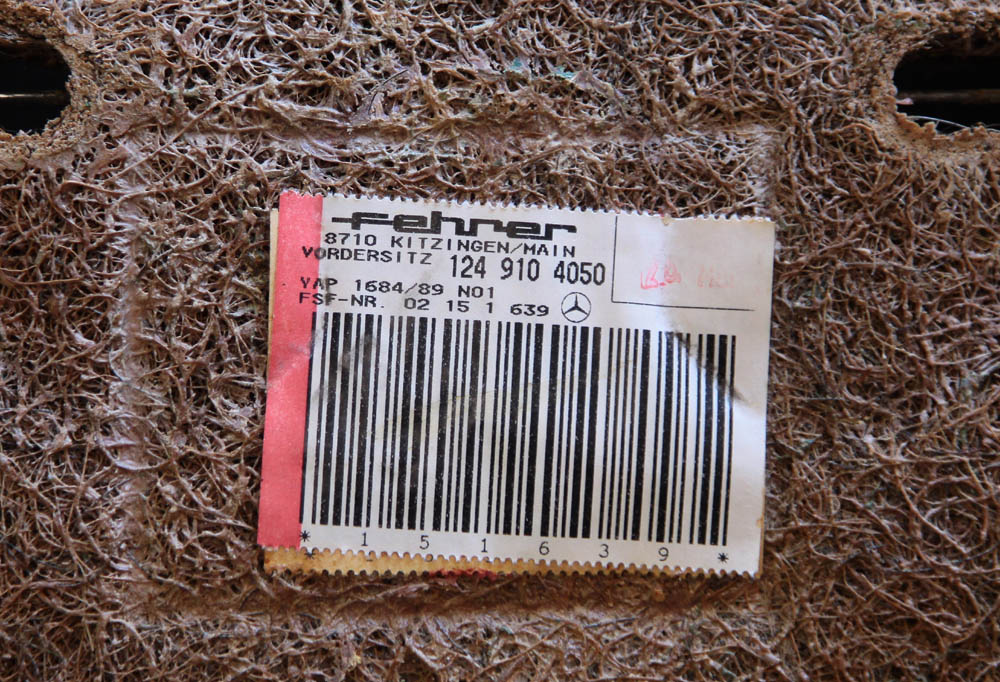 fehrer
8710 KITZINGEN/MAIN
VORDERSITZ 124 910 4050
YAP 1684/89 N01
FSF-NR. 02 15 1 639
* 1 5 1 6 3 9 *